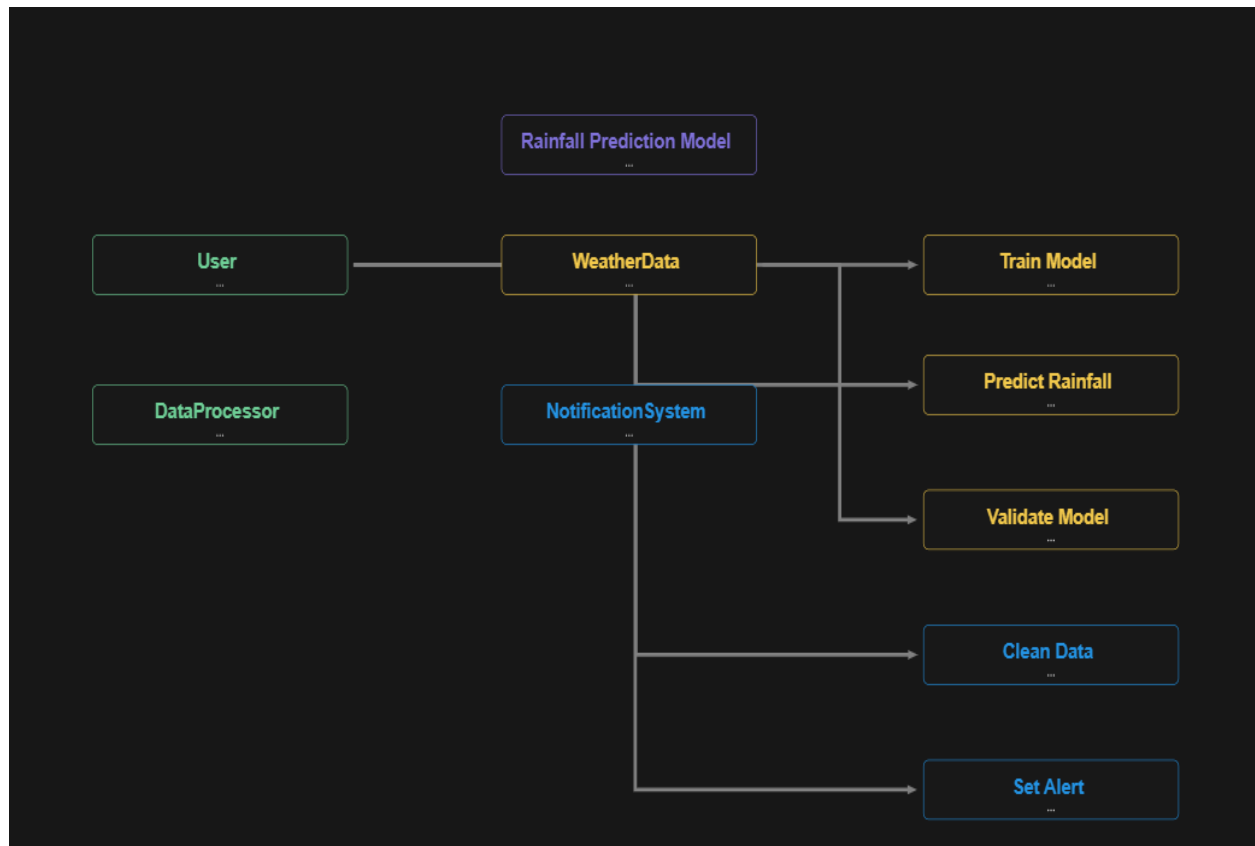 Rainfall Prediction Model
...
User
...
WeatherData
...
Train Model
...
Predict Rainfall
...
DataProcessor
...
NotificationSystem
...
Validate Model
...
Clean Data
...
Set Alert
...